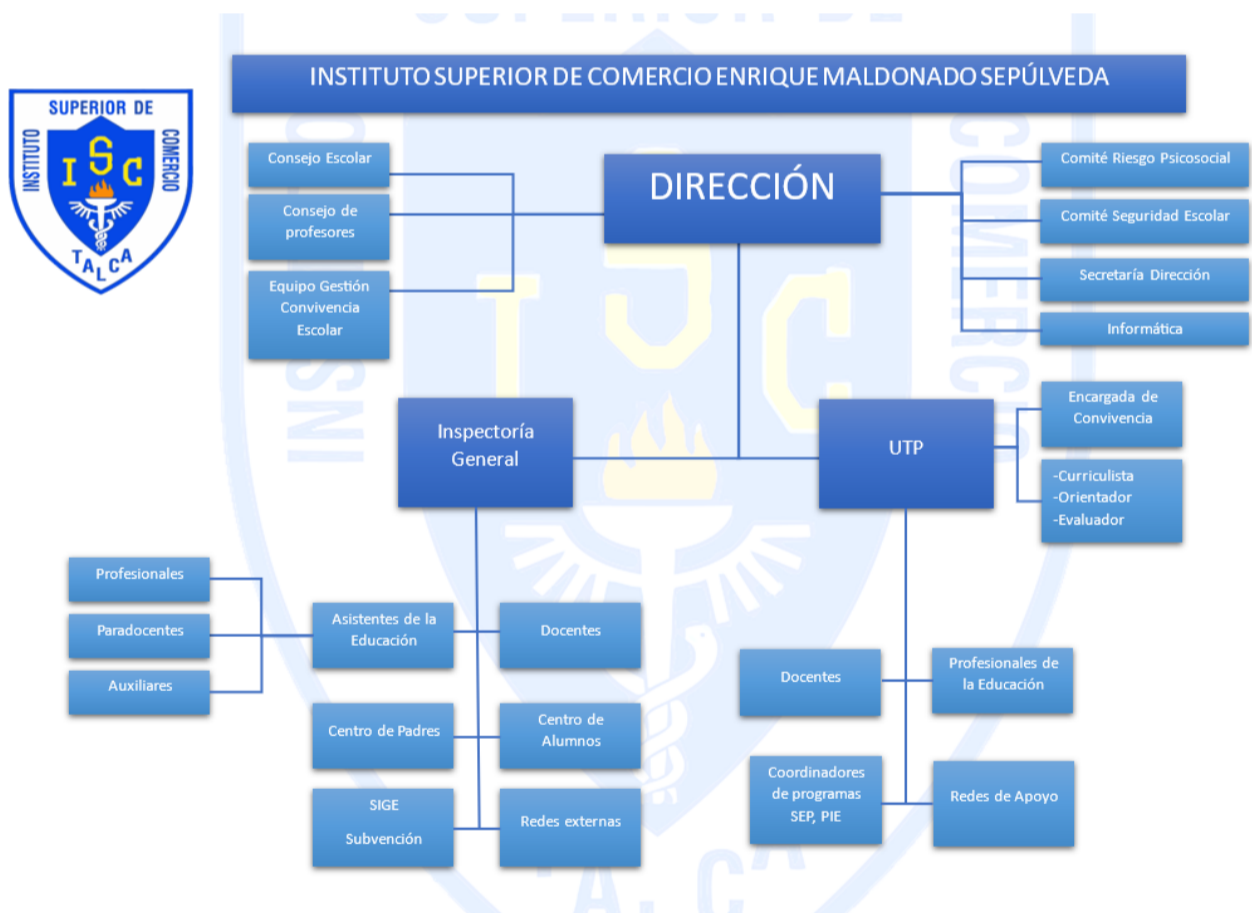 INSTITUTO SUPERIOR DE COMERCIO ENRIQUE MALDONADO SEPÚLVEDA
SUPERIOR DE
INSTITUTO
COMERCIO
ISC
TALCA
Consejo Escolar
Consejo de
profesores
Equipo Gestión
Convivencia
Escolar
DIRECCIÓN
Comité Riesgo Psicosocial
Comité Seguridad Escolar
Secretaría Dirección
Informática
Inspectoría
General
UTP
Encargada de
Convivencia
-Curriculista
-Orientador
-Evaluador
Profesionales
Paradocentes
Auxiliares
Asistentes de la
Educación
Docentes
Centro de Padres
Centro de
Alumnos
SIGE
Subvención
Redes externas
Docentes
Profesionales de
la Educación
Coordinadores
de programas
SEP, PIE
Redes de Apoyo